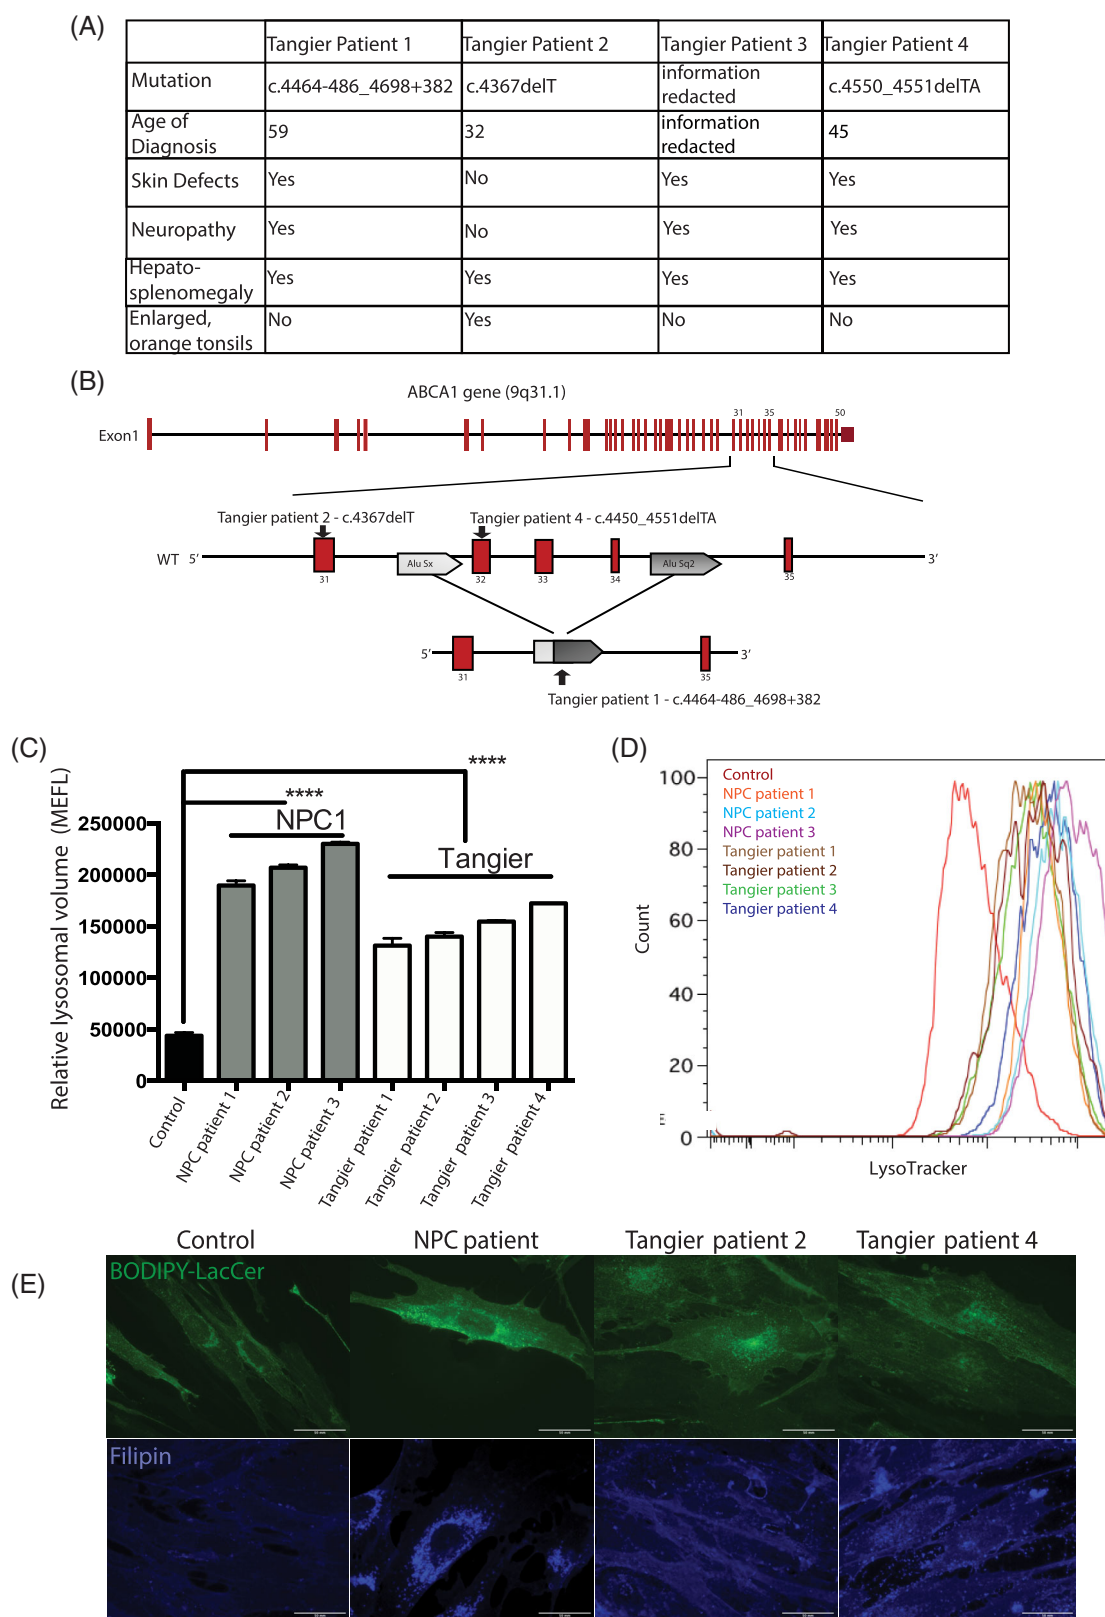 (A)
Tangier Patient 1 Tangier Patient 2 Tangier Patient 3 Tangier Patient 4
Mutation c.4464-486_4698+382 c.4367delT information redacted c.4550_4551delTA
Age of Diagnosis 59 32 information redacted 45
Skin Defects Yes No Yes Yes
Neuropathy Yes No Yes Yes
Hepato-splenomegaly Yes Yes Yes Yes
Enlarged, orange tonsils No Yes No No
(B)
ABCA1 gene (9q31.1)
31 35 50
Exon1
Tangier patient 2 - c.4367delT Tangier patient 4 - c.4450_4551delTA
WT 5′ Alu Sx Alu Sq2 3′
31 32 33 34 35
5′ 3′
31 35
Tangier patient 1 - c.4464-486_4698+382
(C)
Relative lysosomal volume (MEFL)
****
****
NPC1
Tangier
250000
200000
150000
100000
50000
0
Control
NPC patient 1
NPC patient 2
NPC patient 3
Tangier patient 1
Tangier patient 2
Tangier patient 3
Tangier patient 4
(D)
Count
100
80
60
40
20
0
Control
NPC patient 1
NPC patient 2
NPC patient 3
Tangier patient 1
Tangier patient 2
Tangier patient 3
Tangier patient 4
LysoTracker
(E)
Control NPC patient Tangier patient 2 Tangier patient 4
BODIPY-LacCer
Filipin